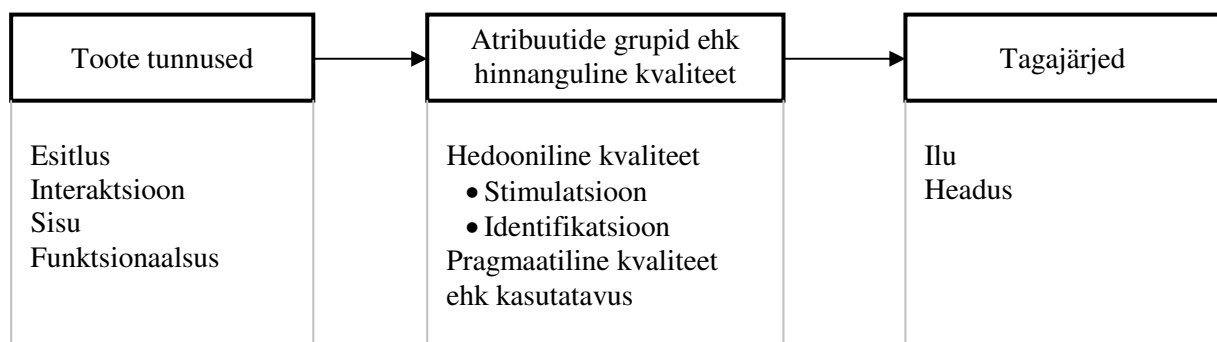 Toote tunnused
Atribuutide grupid ehk
hinnanguline kvaliteet
Tagajärjed
Esitlus
Interaktsioon
Sisu
Funktsionaalsus
Hedooniline kvaliteet
• Stimulatsioon
• Identifikatsioon
Pragmaatiline kvaliteet
ehk kasutatavus
Ilu
Headus